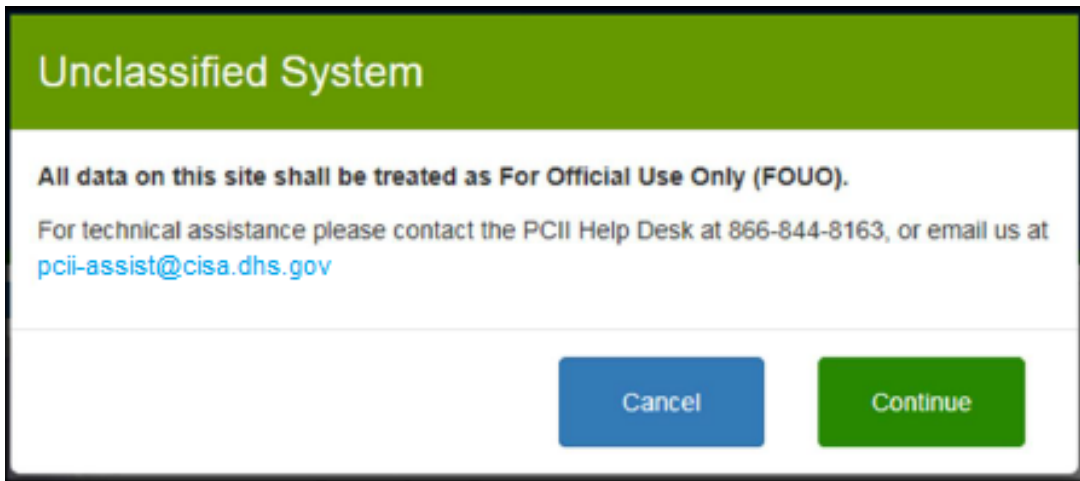 Unclassified System
All data on this site shall be treated as For Official Use Only (FOUO).
For technical assistance please contact the PCII Help Desk at 866-844-8163, or email us at
pcii-assist@cisa.dhs.gov
Cancel
Continue